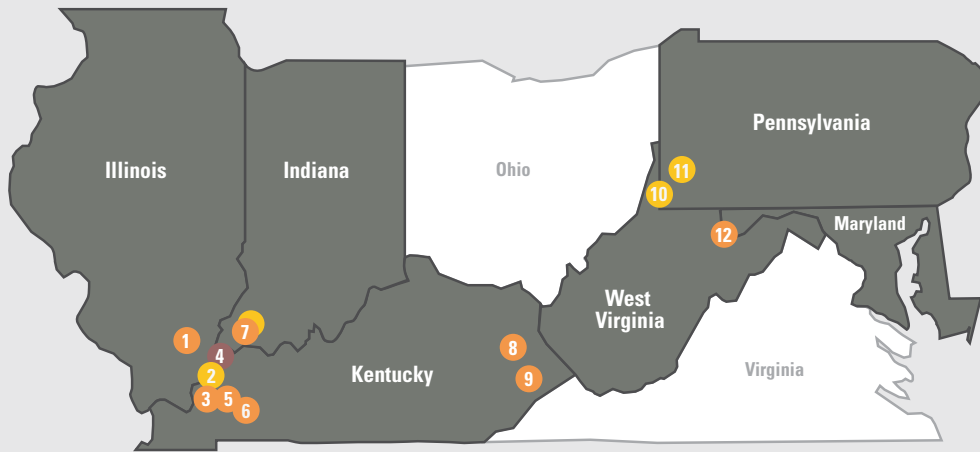 Pennsylvania
Illinois
Indiana
Ohio
11
10
Maryland
12
West
Virginia
1
7
8
4
Kentucky
Virginia
2
9
3
5
6